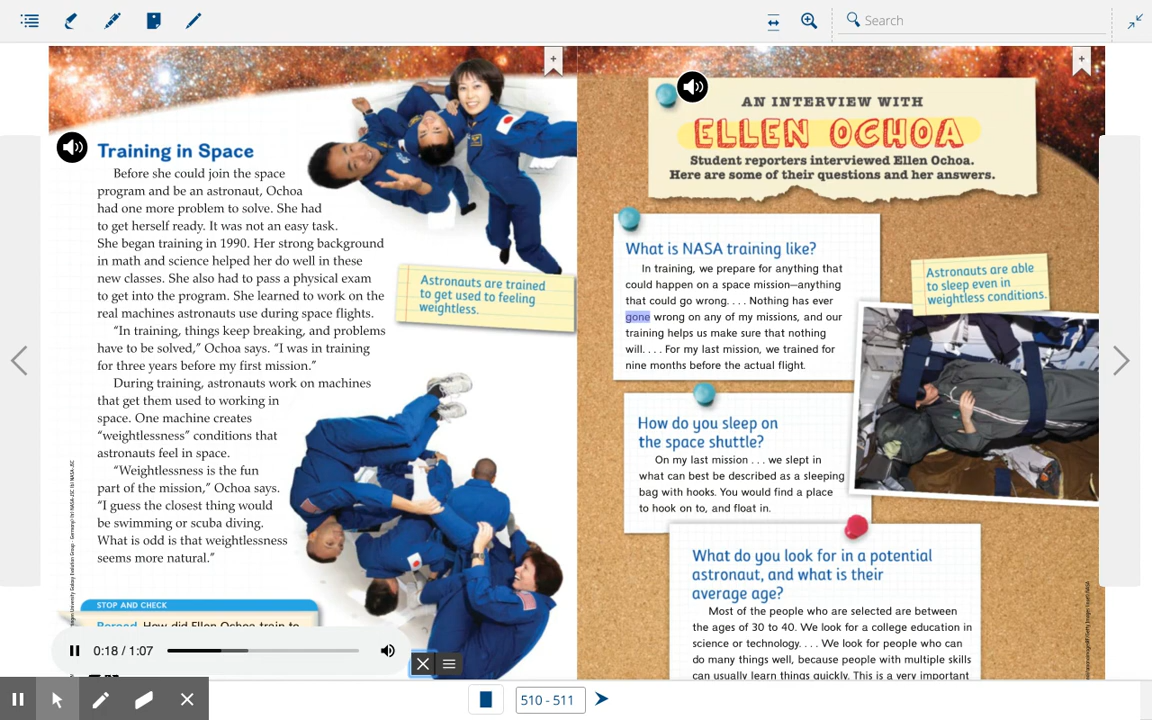 Search
Training in Space
Before she could join the space
program and be an astronaut, Ochoa
had one more problem to solve. She had
to get herself ready. It was not an easy task.
She began training in 1990. Her strong background
in math and science helped her do well in these
new classes. She also had to pass a physical exam
to get into the program. She learned to work on the
real machines astronauts use during space flights.
“In training, things keep breaking, and problems
have to be solved,” Ochoa says. “I was in training
for three years before my first mission.”
During training, astronauts work on machines
that get them used to working in
space. One machine creates
“weightlessness” conditions that
astronauts feel in space.
“Weightlessness is the fun
part of the mission,” Ochoa says.
“I guess the closest thing would
be swimming or scuba diving.
What is odd is that weightlessness
seems more natural.”
Astronauts are trained
to get used to feeling
weightless.
STOP AND CHECK
Reread How did Ellen Ochoa train to
0:18 / 1:07
AN INTERVIEW WITH
ELLEN OCHOA
Student reporters interviewed Ellen Ochoa.
Here are some of their questions and her answers.
What is NASA training like?
In training, we prepare for anything that
could happen on a space mission—anything
that could go wrong. . . . Nothing has ever
gone wrong on any of my missions, and our
training helps us make sure that nothing
will. . . . For my last mission, we trained for
nine months before the actual flight.
Astronauts are able
to sleep even in
weightless conditions.
How do you sleep on
the space shuttle?
On my last mission . . . we slept in
what can best be described as a sleeping
bag with hooks. You would find a place
to hook on to, and float in.
What do you look for in a potential
astronaut, and what is their
average age?
Most of the people who are selected are between
the ages of 30 to 40. We look for a college education in
science or technology. . . . We look for people who can
do many things well, because people with multiple skills
can usually learn things quickly. This is a very important
510 - 511